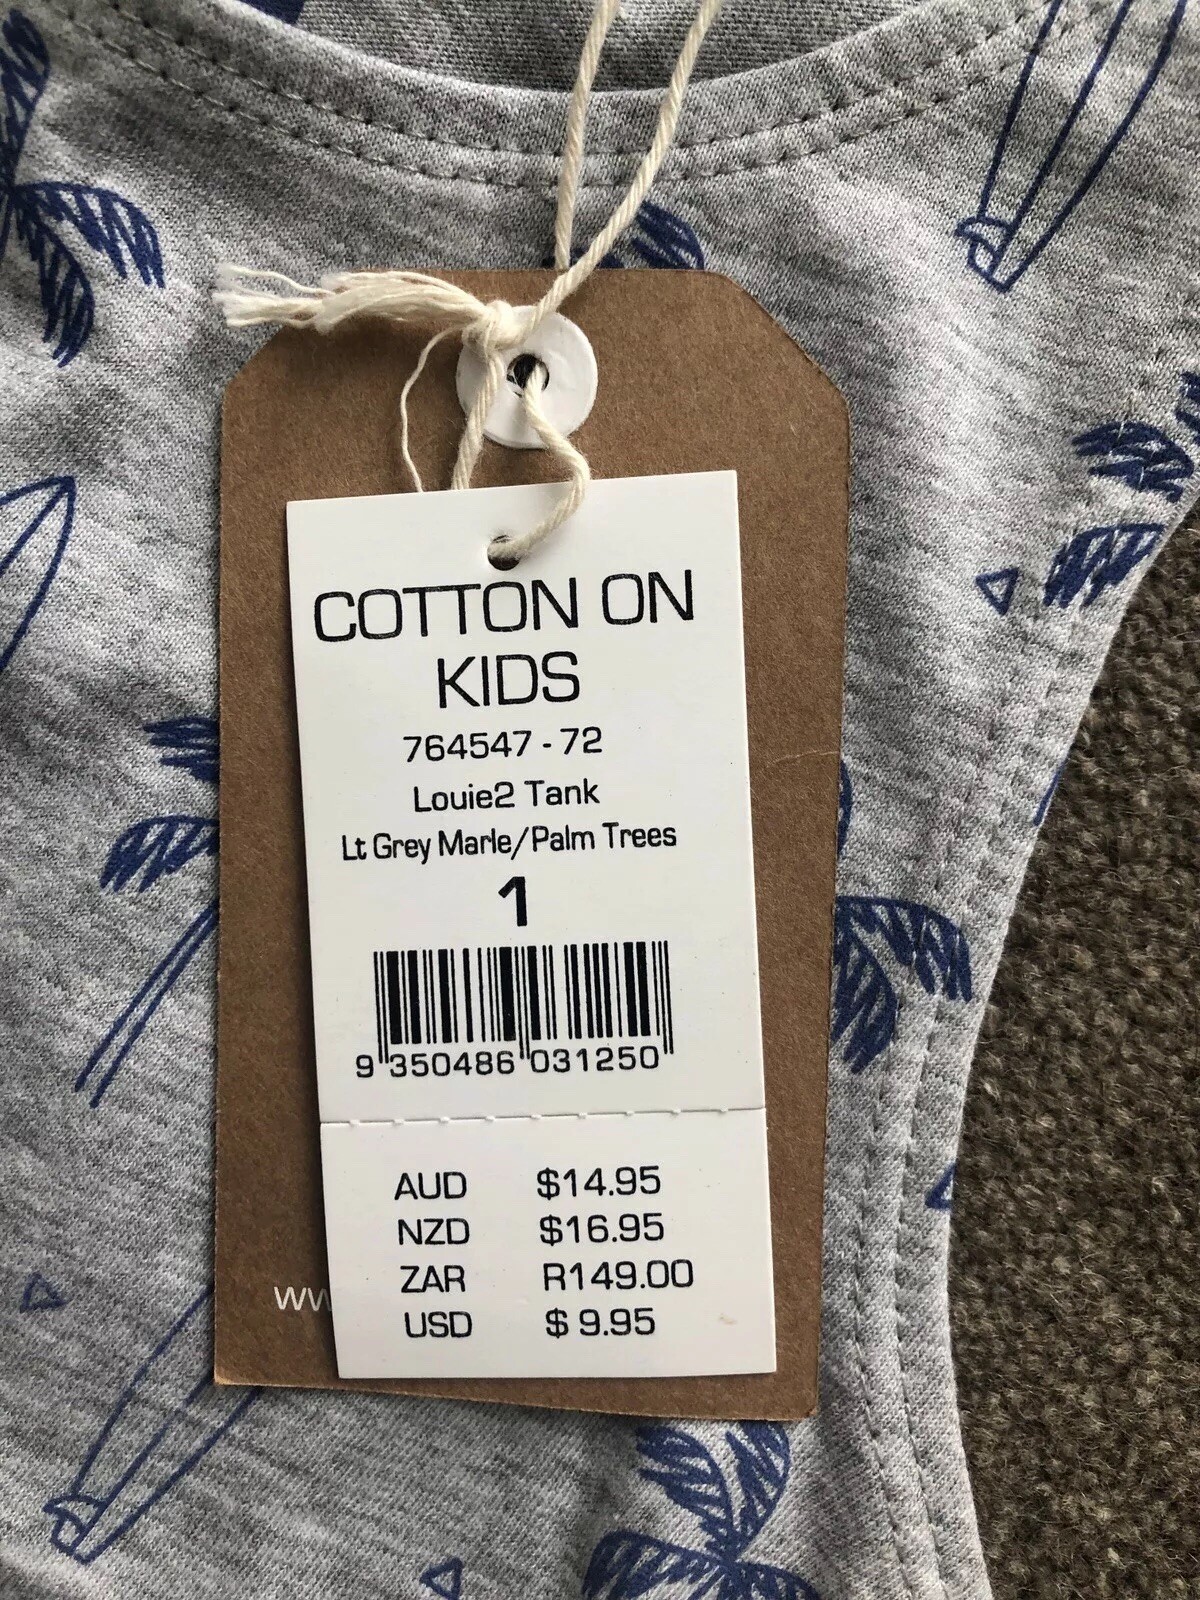 COTTON ON
KIDS
764547 - 72
Louie2 Tank
Lt Grey Marle/Palm Trees
1
9 350486 031250
AUD $14.95
NZD $16.95
ZAR R149.00
USD $ 9.95